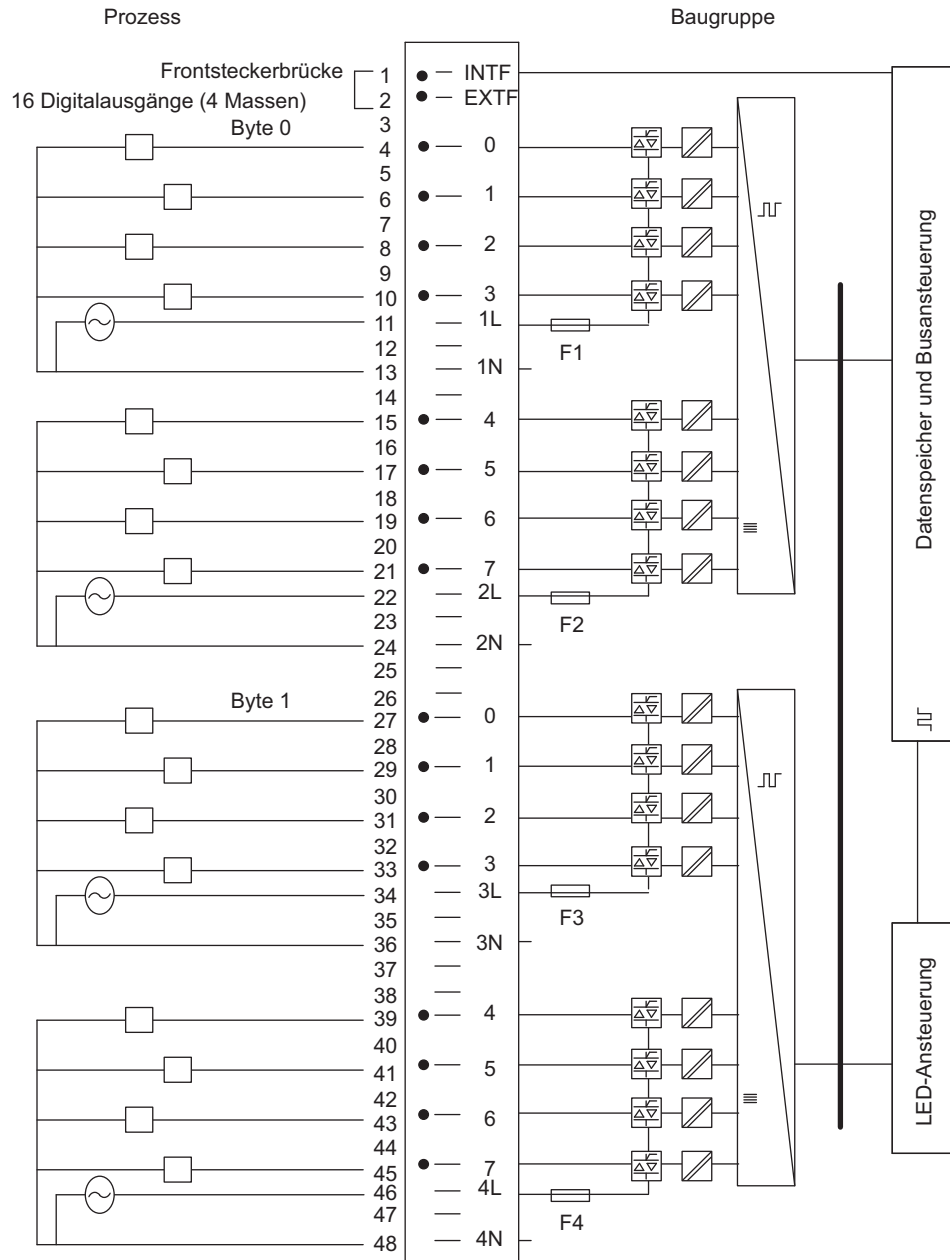 Prozess Baugruppe
Frontsteckerbrücke 1 INTF
16 Digitalausgänge (4 Massen) 2 EXTF
Byte 0 3
4 0
5
6 1
7
8 2
9
10 3
11 1L
F1
12
13 1N
14
15 4
16
17 5
18
19 6
20
21 7
22 2L
F2
23
24 2N
25
26
Byte 1
27 0
28
29 1
30
31 2
32
33 3
34 3L
F3
35
36 3N
37
38
39 4
40
41 5
42
43 6
44
45 7
46 4L
F4
47
48 4N
Datenspeicher und Busansteuerung
LED-Ansteuerung